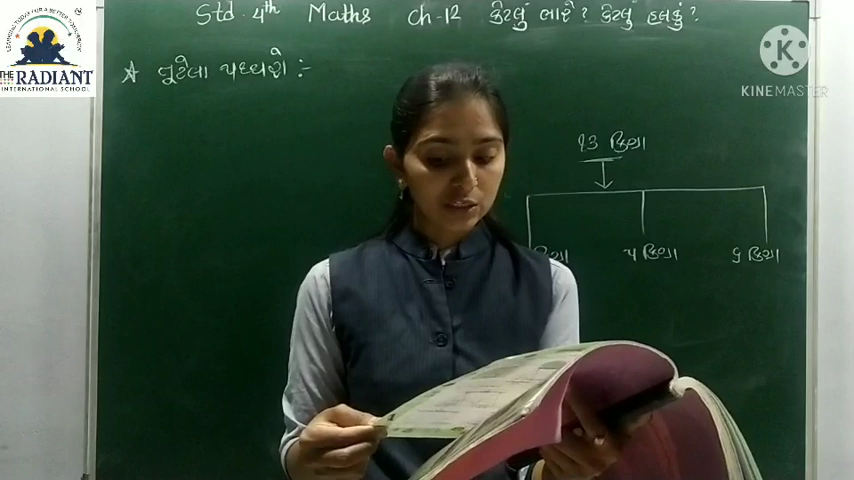 Std. 4th Maths ch-12 કેટલું ભારે? કેટલું હલકું?
★ તૂટેલા પથ્થરો :-
૧૩ કિગ્રા
કિગ્રા ૫ કિગ્રા ૬ કિગ્રા
THE RADIANT
INTERNATIONAL SCHOOL
KINEMASTER